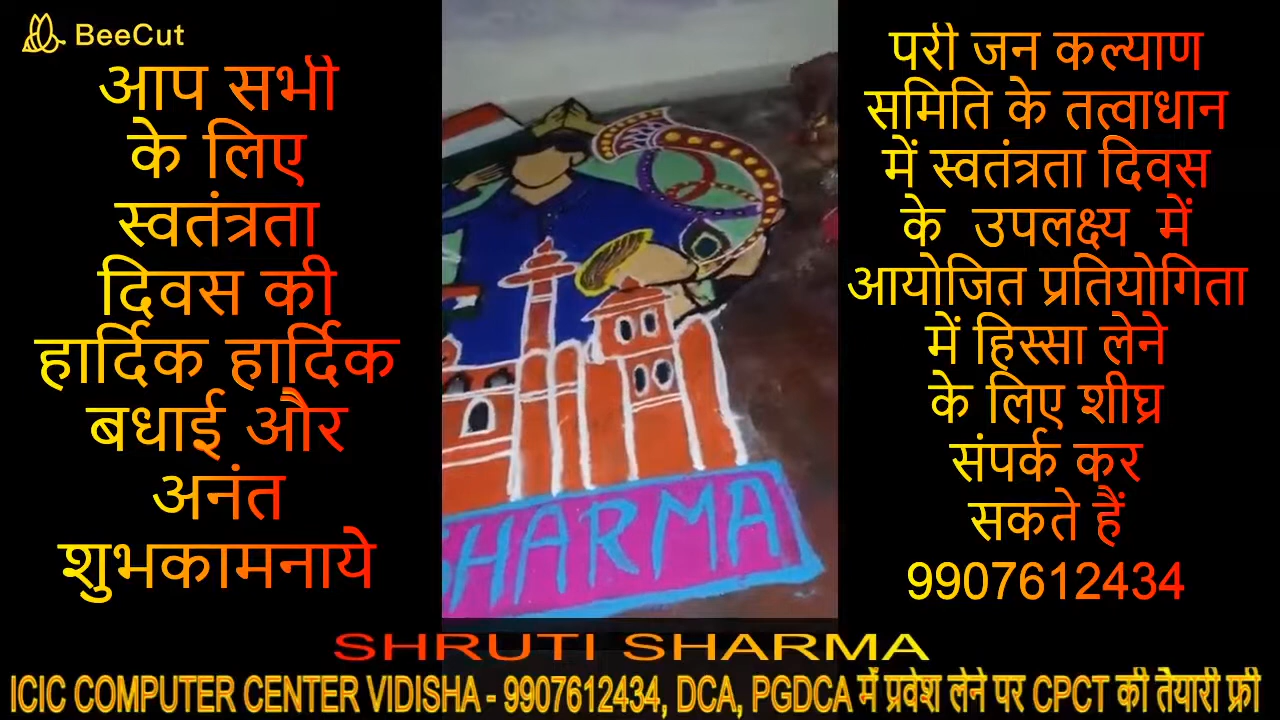 BeeCut
आप सभी
के लिए
स्वतंत्रता
दिवस की
हार्दिक हार्दिक
बधाई और
अनंत
शुभकामनाये
परी जन कल्याण
समिति के तत्वाधान
में स्वतंत्रता दिवस
के उपलक्ष्य में
आयोजित प्रतियोगिता
में हिस्सा लेने
के लिए शीघ्र
संपर्क कर
सकते हैं
9907612434
SHARMA
SHRUTI SHARMA
ICIC COMPUTER CENTER VIDISHA - 9907612434, DCA, PGDCA में प्रवेश लेने पर CPCT की तैयारी फ्री